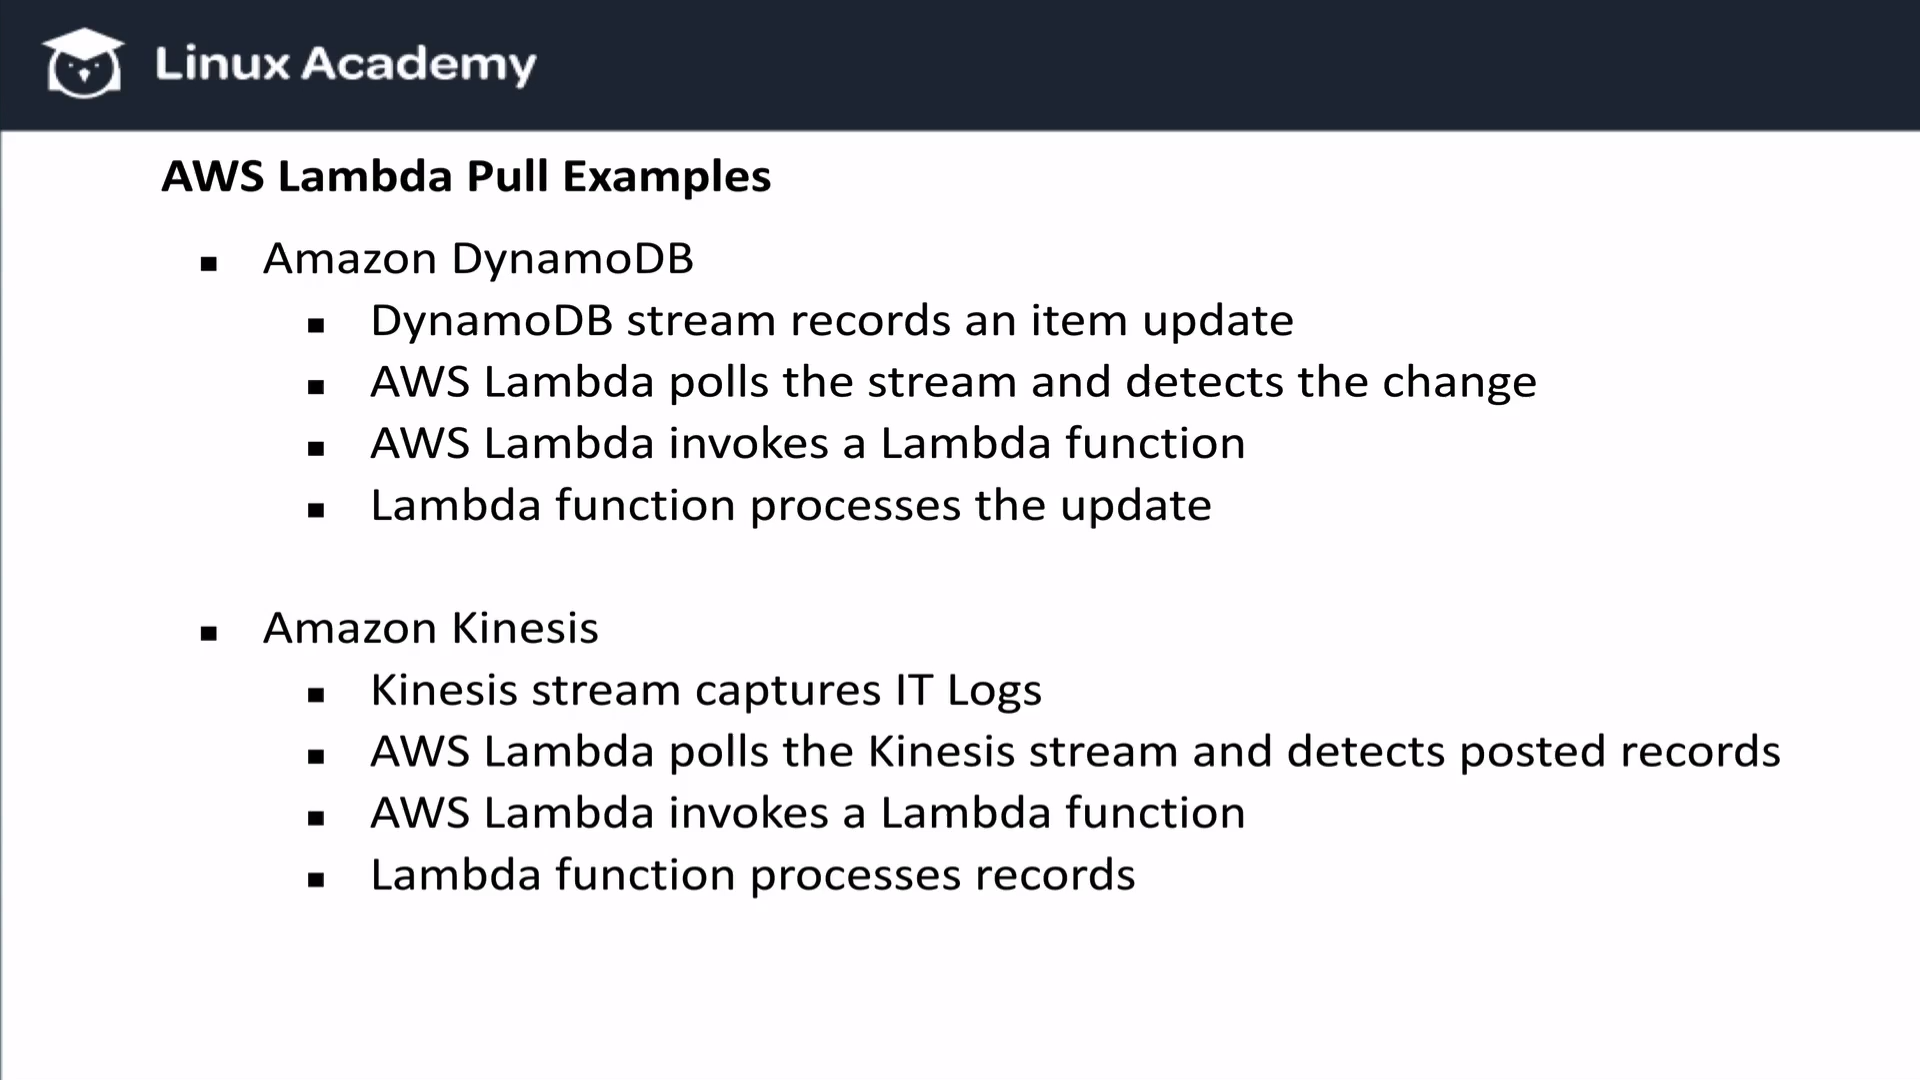 Linux Academy
AWS Lambda Pull Examples
▪ Amazon DynamoDB
▪ DynamoDB stream records an item update
▪ AWS Lambda polls the stream and detects the change
▪ AWS Lambda invokes a Lambda function
▪ Lambda function processes the update
▪ Amazon Kinesis
▪ Kinesis stream captures IT Logs
▪ AWS Lambda polls the Kinesis stream and detects posted records
▪ AWS Lambda invokes a Lambda function
▪ Lambda function processes records